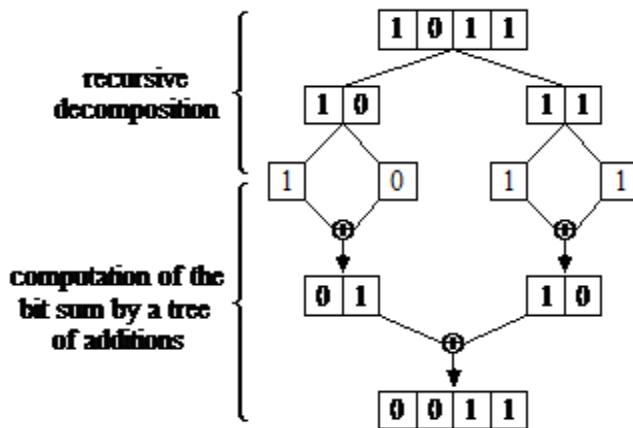 1 0 1 1
recursive
decomposition
1 0 1 1
1 0 1 1
computation of the
bit sum by a tree
of additions
0 1 1 0
0 0 1 1